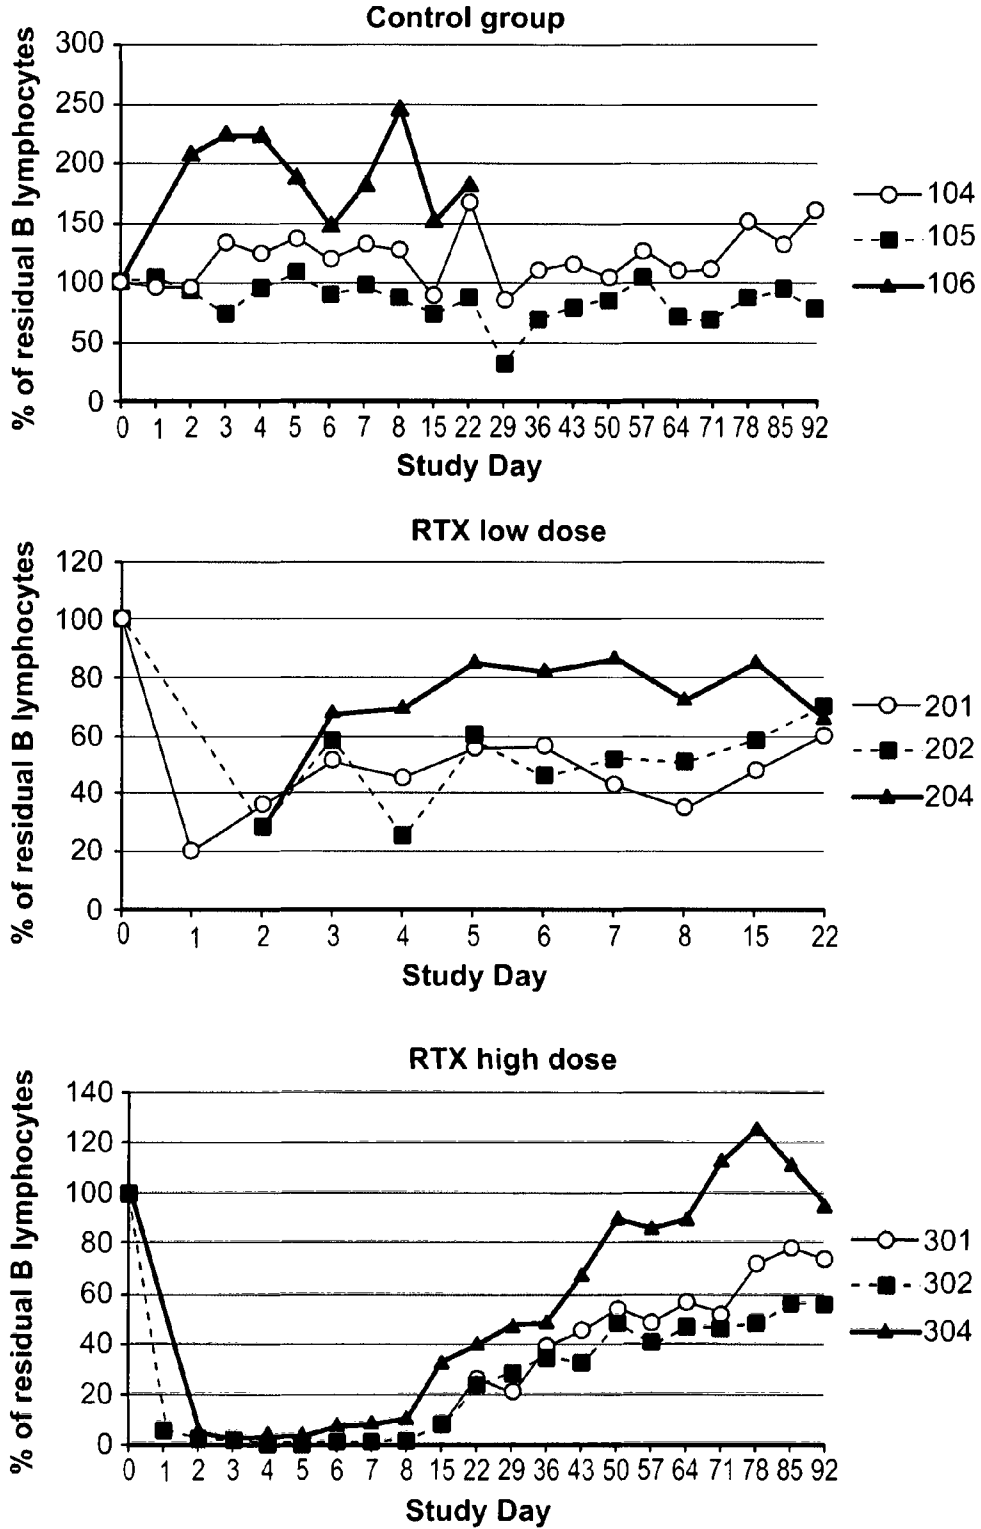 Control group
% of residual B lymphocytes
300
250
200
150
100
50
0
0 1 2 3 4 5 6 7 8 15 22 29 36 43 50 57 64 71 78 85 92
Study Day
104
105
106
RTX low dose
% of residual B lymphocytes
120
100
80
60
40
20
0
0 1 2 3 4 5 6 7 8 15 22
Study Day
201
202
204
RTX high dose
% of residual B lymphocytes
140
120
100
80
60
40
20
0
0 1 2 3 4 5 6 7 8 15 22 29 36 43 50 57 64 71 78 85 92
Study Day
301
302
304